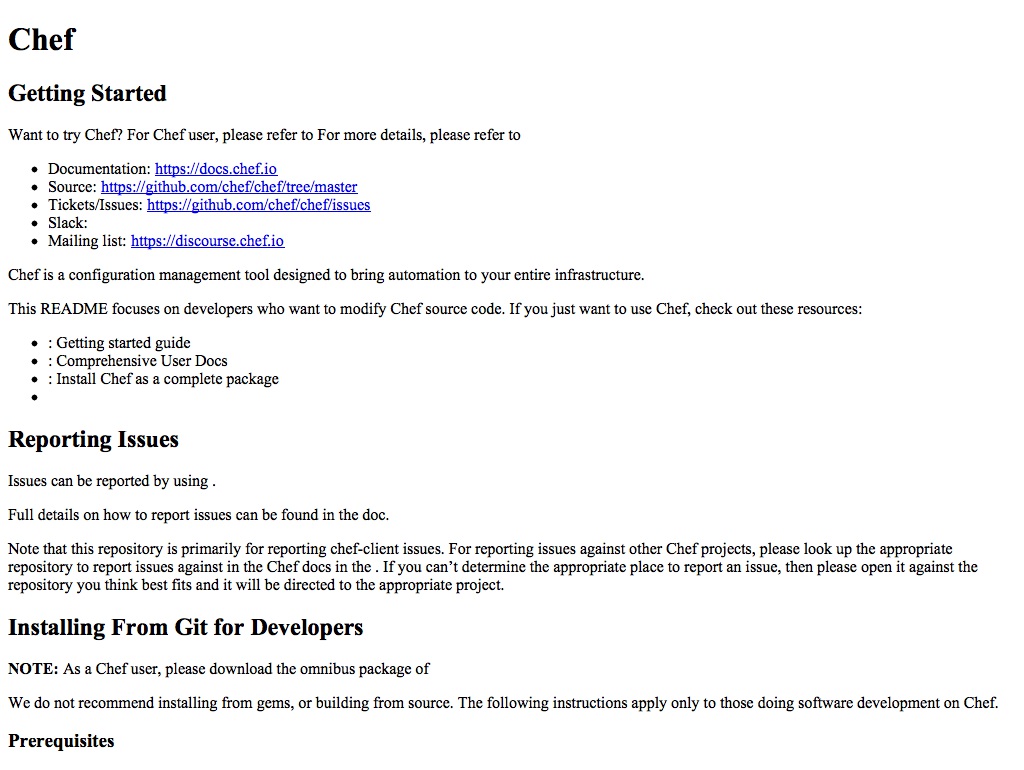 Chef
Getting Started
Want to try Chef? For Chef user, please refer to For more details, please refer to
• Documentation: https://docs.chef.io
• Source: https://github.com/chef/chef/tree/master
• Tickets/Issues: https://github.com/chef/chef/issues
• Slack:
• Mailing list: https://discourse.chef.io
Chef is a configuration management tool designed to bring automation to your entire infrastructure.
This README focuses on developers who want to modify Chef source code. If you just want to use Chef, check out these resources:
• : Getting started guide
• : Comprehensive User Docs
• : Install Chef as a complete package
•
Reporting Issues
Issues can be reported by using .
Full details on how to report issues can be found in the doc.
Note that this repository is primarily for reporting chef-client issues. For reporting issues against other Chef projects, please look up the appropriate
repository to report issues against in the Chef docs in the . If you can’t determine the appropriate place to report an issue, then please open it against the
repository you think best fits and it will be directed to the appropriate project.
Installing From Git for Developers
NOTE: As a Chef user, please download the omnibus package of
We do not recommend installing from gems, or building from source. The following instructions apply only to those doing software development on Chef.
Prerequisites